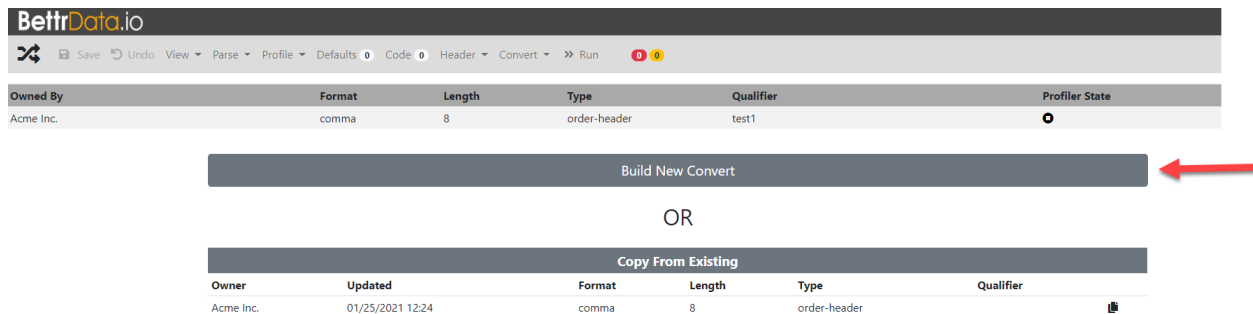 BettrData.io
Save Undo View Parse Profile Defaults 0 Code 0 Header Convert Run 0 0
Owned By Format Length Type Qualifier Profiler State
Acme Inc. comma 8 order-header test1
Build New Convert
OR
Copy From Existing
Owner Updated Format Length Type Qualifier
Acme Inc. 01/25/2021 12:24 comma 8 order-header